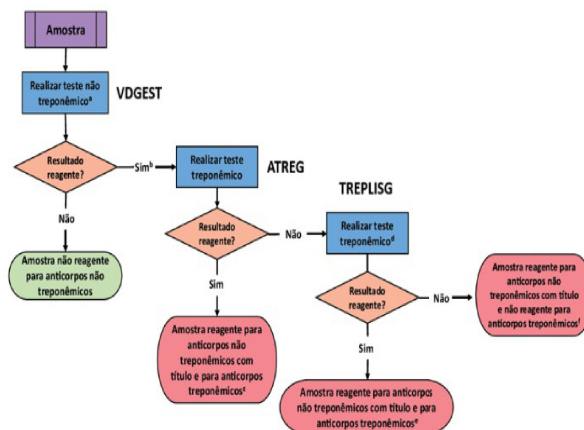 Amostra
Realizar teste não
treponêmicoª
VDGEST
Resultado
reagente?
Simᵇ
Realizar teste
treponêmico
ATREG
Não
Amostra não reagente
para anticorpos não
treponêmicos
Resultado
reagente?
Não
TREPLISG
Realizar teste
treponêmicoᵈ
Sim
Amostra reagente para
anticorpos não
treponêmicos com
título e para anticorpos
treponêmicosᶜ
Resultado
reagente?
Não
Amostra reagente para
anticorpos não
treponêmicos com título
e não reagente para
anticorpos treponêmicosᶠ
Sim
Amostra reagente para anticorpos
não treponêmicos com título e para
anticorpos treponêmicosᵉ